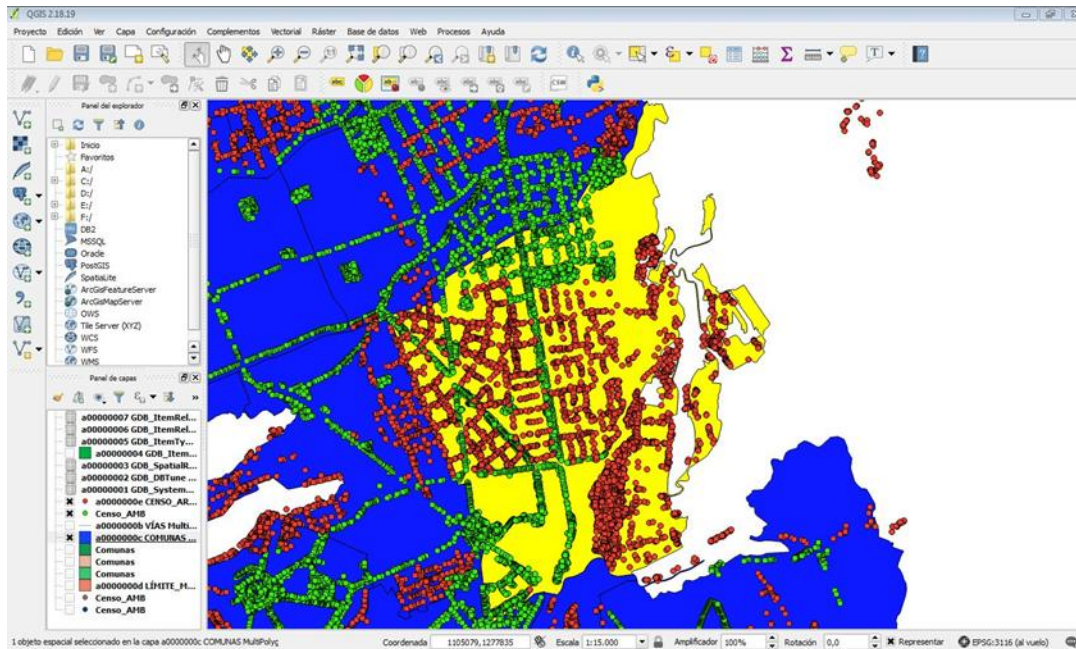 QGIS 2.18.19
Proyecto Edición Ver Capa Configuración Complementos Vectorial Ráster Base de datos Web Procesos Ayuda
Panel del explorador
Inicio
Favoritos
A:/
C:/
D:/
E:/
F:/
DB2
MSSQL
Oracle
PostGIS
SpatiaLite
ArcGisFeatureServer
ArcGisMapServer
OWS
Tile Server (XYZ)
WCS
WFS
WMS
Panel de capas
a00000007 GDB_ItemRel...
a00000006 GDB_ItemRel...
a00000005 GDB_ItemTy...
a00000004 GDB_Item...
a00000003 GDB_SpatialR...
a00000002 GDB_DBTune ...
a00000001 GDB_System...
a0000000e CENSO_AR...
Censo_AMB
a0000000b VÍAS Multi...
a0000000c COMUNAS ...
Comunas
Comunas
Comunas
a0000000d LÍMITE_M...
Censo_AMB
Censo_AMB
1 objeto espacial seleccionado en la capa a0000000c COMUNAS MultiPolyg Coordenada 1105079,1277835 Escala 1:15.000 Amplificador 100% Rotación 0,0 Representar EPSG:3116 (al vuelo)